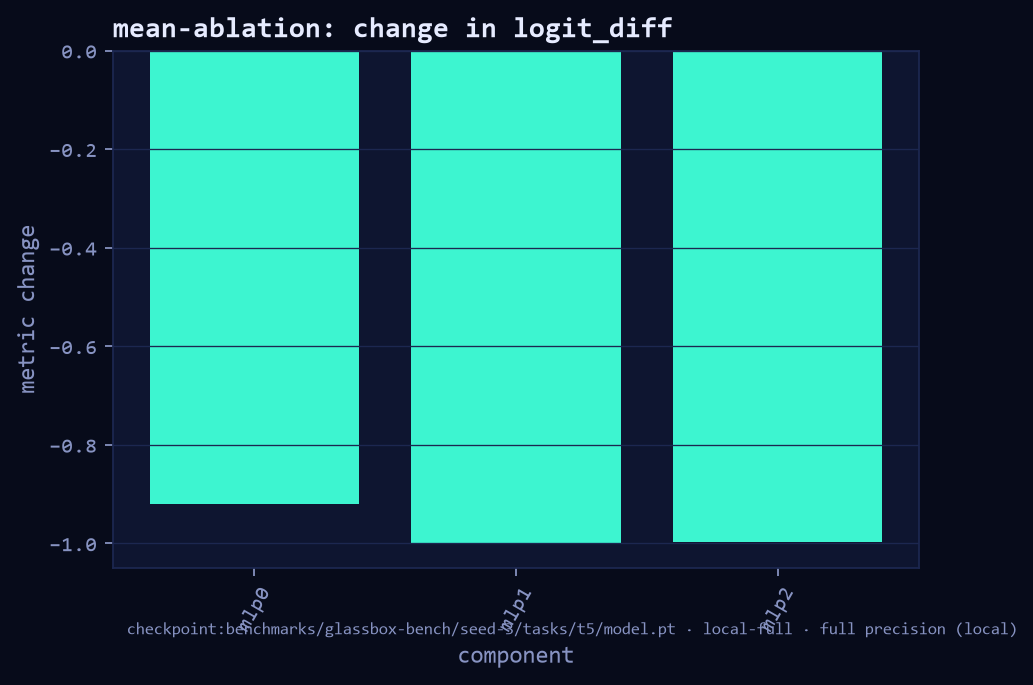 mean-ablation: change in logit_diff
0.0
−0.2
−0.4
−0.6
−0.8
−1.0
metric change
mlp0
mlp1
mlp2
checkpoint:benchmarks/glassbox-bench/seed-3/tasks/t5/model.pt · local-full · full precision (local)
component